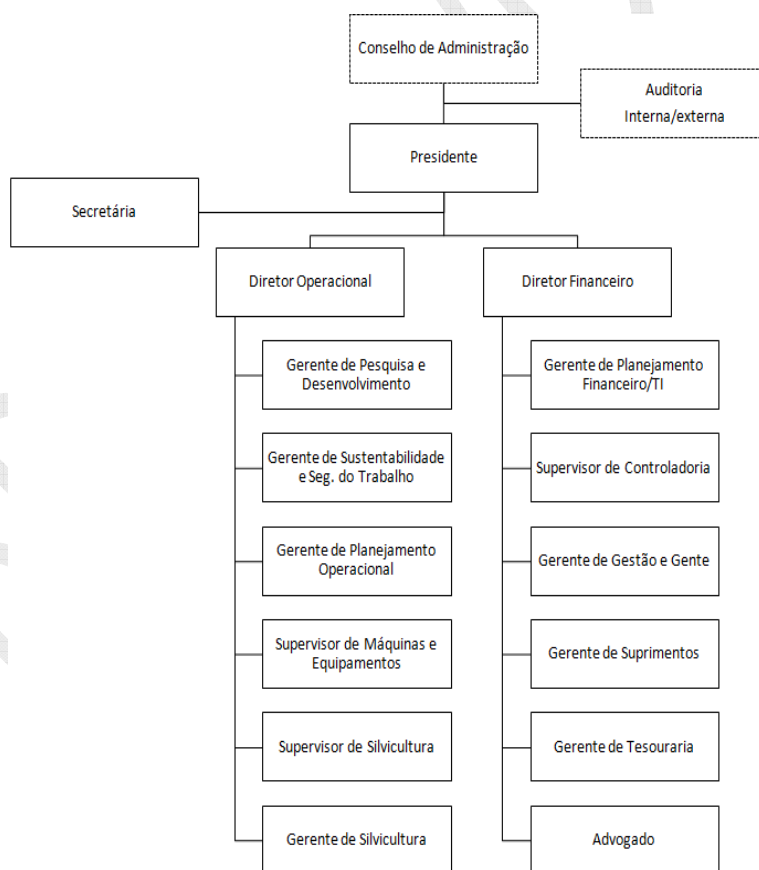 Conselho de Administração
Auditoria
Interna/externa
Presidente
Secretária
Diretor Operacional
Diretor Financeiro
Gerente de Pesquisa e
Desenvolvimento
Gerente de Planejamento
Financeiro/TI
Gerente de Sustentabilidade
e Seg. do Trabalho
Supervisor de Controladoria
Gerente de Planejamento
Operacional
Gerente de Gestão e Gente
Supervisor de Máquinas e
Equipamentos
Gerente de Suprimentos
Supervisor de Silvicultura
Gerente de Tesouraria
Gerente de Silvicultura
Advogado